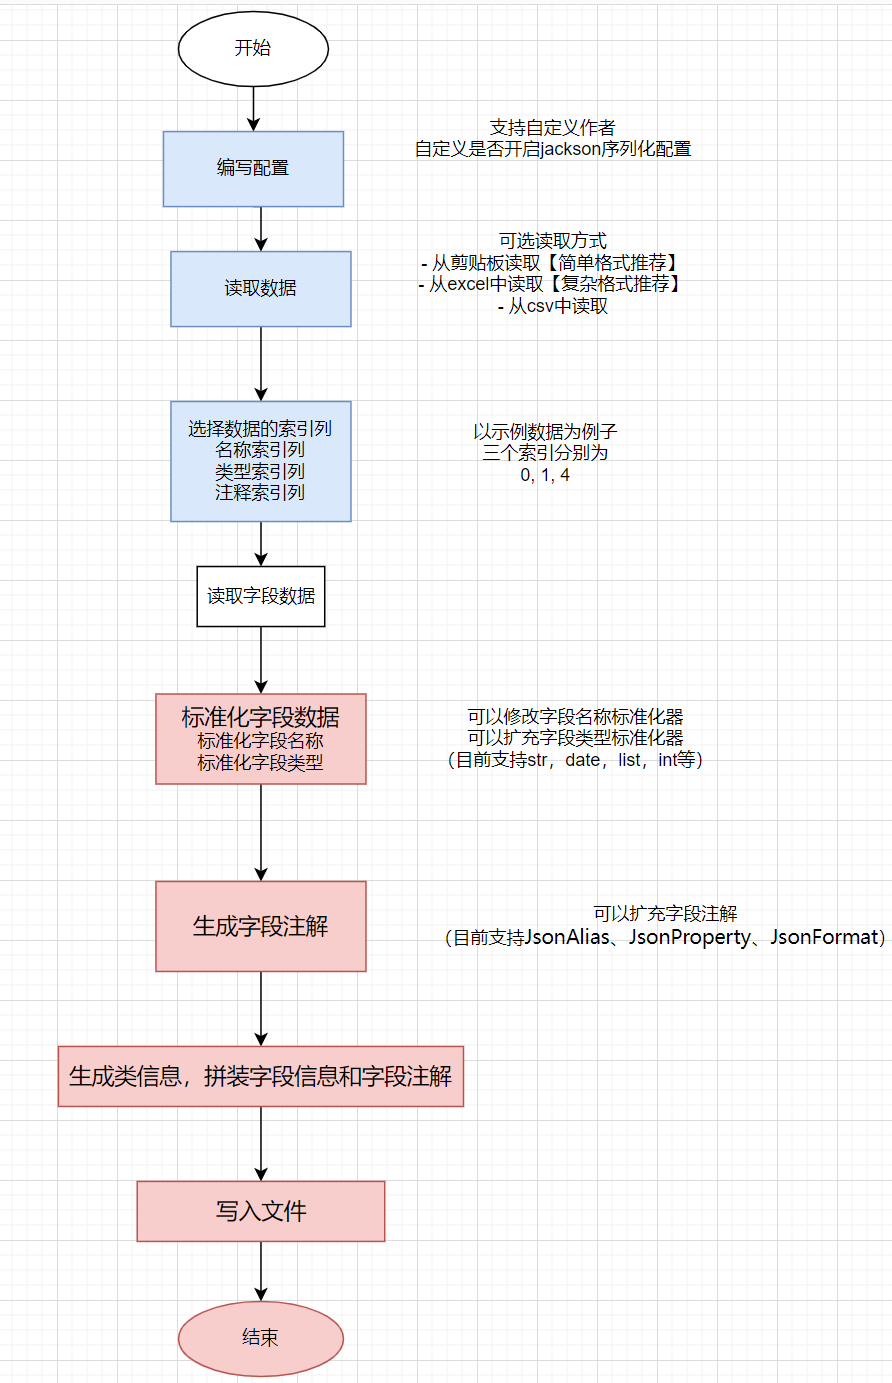 开始
支持自定义作者
自定义是否开启jackson序列化配置
编写配置
可选读取方式
- 从剪贴板读取【简单格式推荐】
- 从excel中读取【复杂格式推荐】
- 从csv中读取
读取数据
选择数据的索引列
名称索引列
类型索引列
注释索引列
以示例数据为例子
三个索引分别为
0, 1, 4
读取字段数据
标准化字段数据
标准化字段名称
标准化字段类型
可以修改字段名称标准化器
可以扩充字段类型标准化器
（目前支持str，date，list，int等）
生成字段注解
可以扩充字段注解
（目前支持JsonAlias、JsonProperty、JsonFormat）
生成类信息，拼装字段信息和字段注解
写入文件
结束